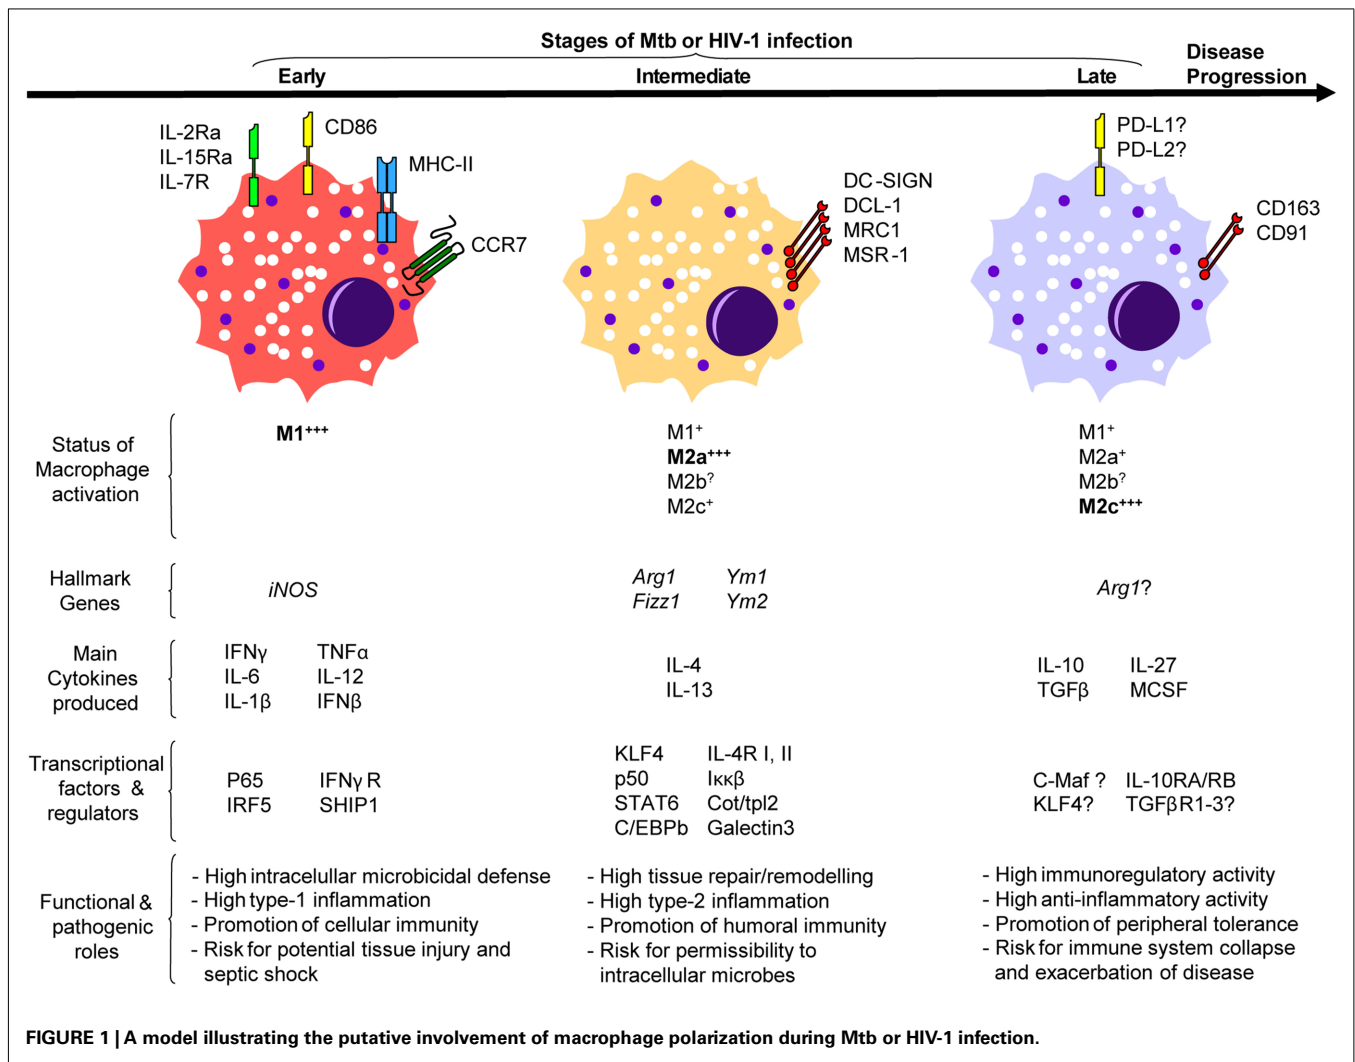 Stages of Mtb or HIV-1 infection
Disease
Progression
Early
Intermediate
Late
IL-2Ra
IL-15Ra
IL-7R
CD86
MHC-II
CCR7
DC-SIGN
DCL-1
MRC1
MSR-1
PD-L1?
PD-L2?
CD163
CD91
Status of
Macrophage
activation
M1+++
M1+
M2a+++
M2b?
M2c+
M1+
M2a+
M2b?
M2c+++
Hallmark
Genes
iNOS
Arg1 Ym1
Fizz1 Ym2
Arg1?
Main
Cytokines
produced
IFNγ TNFα
IL-6 IL-12
IL-1β IFNβ
IL-4
IL-13
IL-10 IL-27
TGFβ MCSF
Transcriptional
factors &
regulators
P65 IFNγ R
IRF5 SHIP1
KLF4 IL-4R I, II
p50 Iκκβ
STAT6 Cot/tpl2
C/EBPb Galectin3
C-Maf ? IL-10RA/RB
KLF4? TGFβR1-3?
Functional &
pathogenic
roles
- High intracelullar microbicidal defense
- High type-1 inflammation
- Promotion of cellular immunity
- Risk for potential tissue injury and
septic shock
- High tissue repair/remodelling
- High type-2 inflammation
- Promotion of humoral immunity
- Risk for permissibility to
intracellular microbes
- High immunoregulatory activity
- High anti-inflammatory activity
- Promotion of peripheral tolerance
- Risk for immune system collapse
and exacerbation of disease
FIGURE 1 | A model illustrating the putative involvement of macrophage polarization during Mtb or HIV-1 infection.